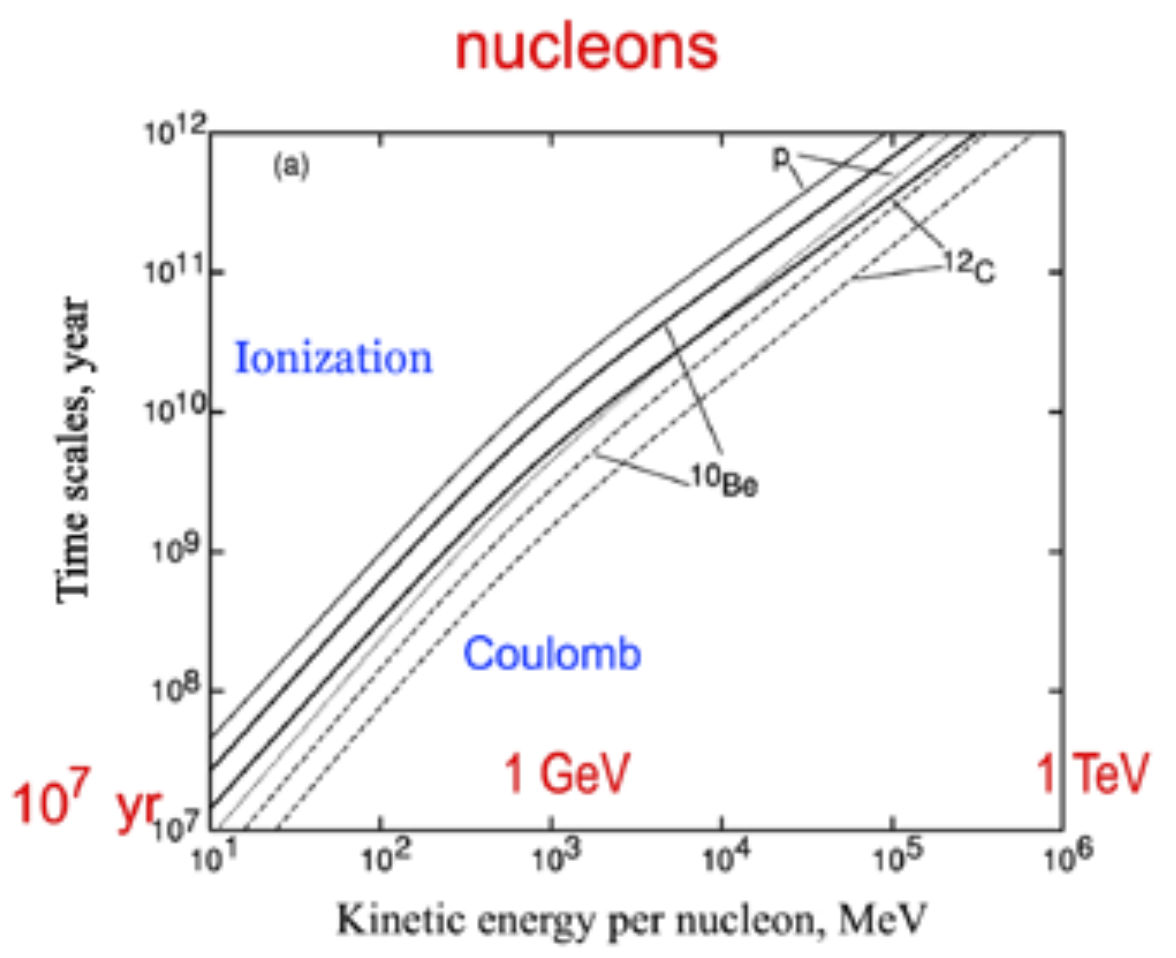 nucleons
10¹²
(a)
p
10¹¹
¹²C
Ionization
10¹⁰
¹⁰Be
10⁹
Coulomb
10⁸
1 GeV
1 TeV
10⁷ yr
10⁷
10¹ 10² 10³ 10⁴ 10⁵ 10⁶
Kinetic energy per nucleon, MeV
Time scales, year